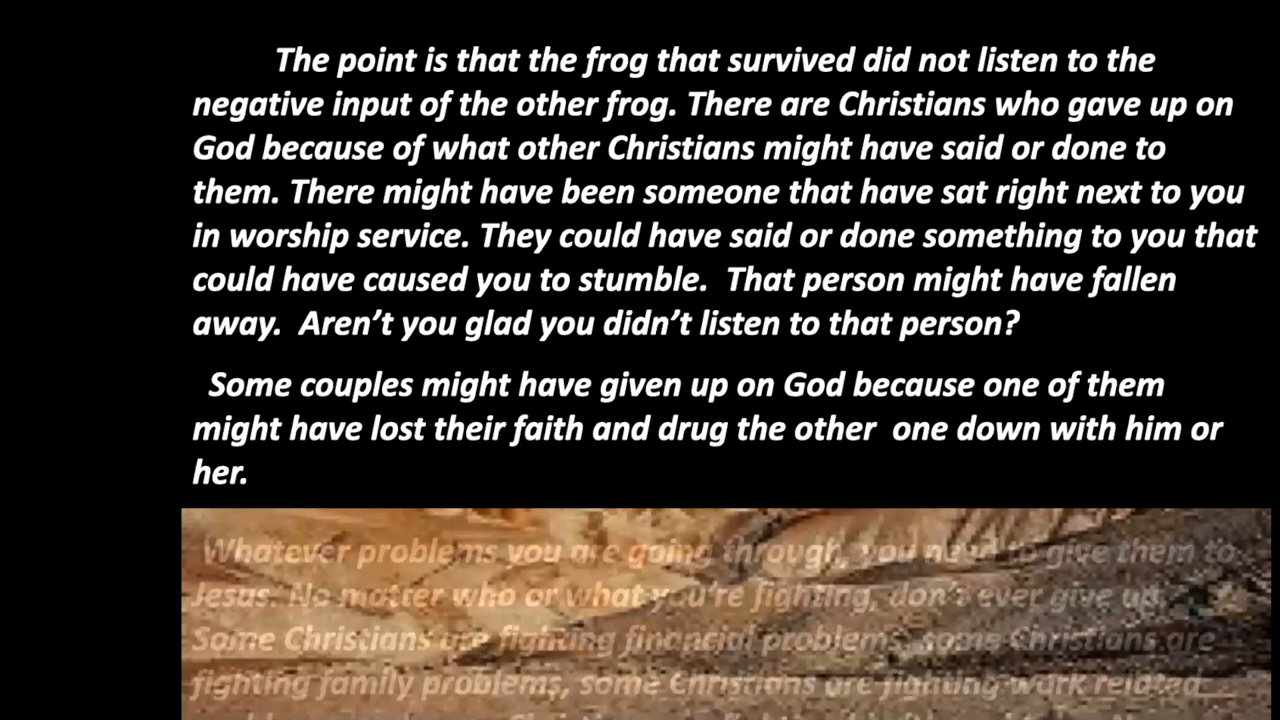 The point is that the frog that survived did not listen to the
negative input of the other frog. There are Christians who gave up on
God because of what other Christians might have said or done to
them. There might have been someone that have sat right next to you
in worship service. They could have said or done something to you that
could have caused you to stumble.  That person might have fallen
away.  Aren’t you glad you didn’t listen to that person?
Some couples might have given up on God because one of them
might have lost their faith and drug the other  one down with him or
her.
Whatever problems you are going through, you need to give them to
Jesus. No matter who or what you’re fighting, don’t ever give up.
Some Christians are fighting financial problems, some Christians are
fighting family problems, some Christians are fighting work related